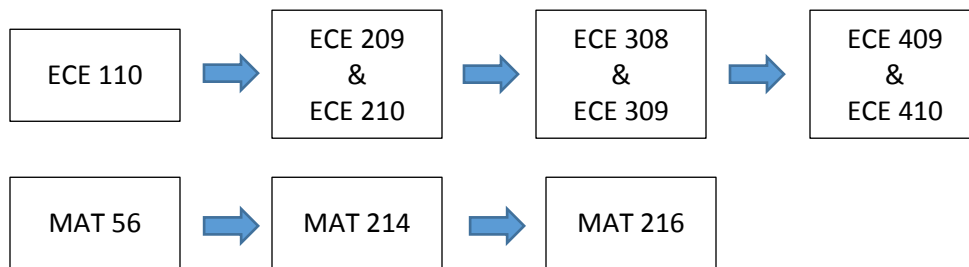 ECE 110
ECE 209
&
ECE 210
ECE 308
&
ECE 309
ECE 409
&
ECE 410
MAT 56
MAT 214
MAT 216